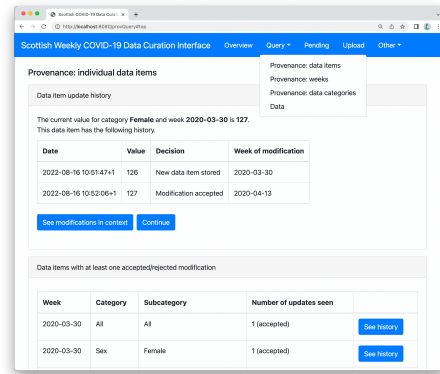 Scottish COVID-19 Data Curati
http://localhost:8080/provQuery#top
Scottish Weekly COVID-19 Data Curation Interface Overview Query Pending Upload Other
Provenance: data items
Provenance: weeks
Provenance: data categories
Data
Provenance: individual data items
Data item update history
The current value for category Female and week 2020-03-30 is 127.
This data item has the following history.
Date Value Decision Week of modification
2022-08-16 10:51:47+1 126 New data item stored 2020-03-30
2022-08-16 10:52:06+1 127 Modification accepted 2020-04-13
See modifications in context Continue
Data items with at least one accepted/rejected modification
Week Category Subcategory Number of updates seen
2020-03-30 All All 1 (accepted) See history
2020-03-30 Sex Female 1 (accepted) See history